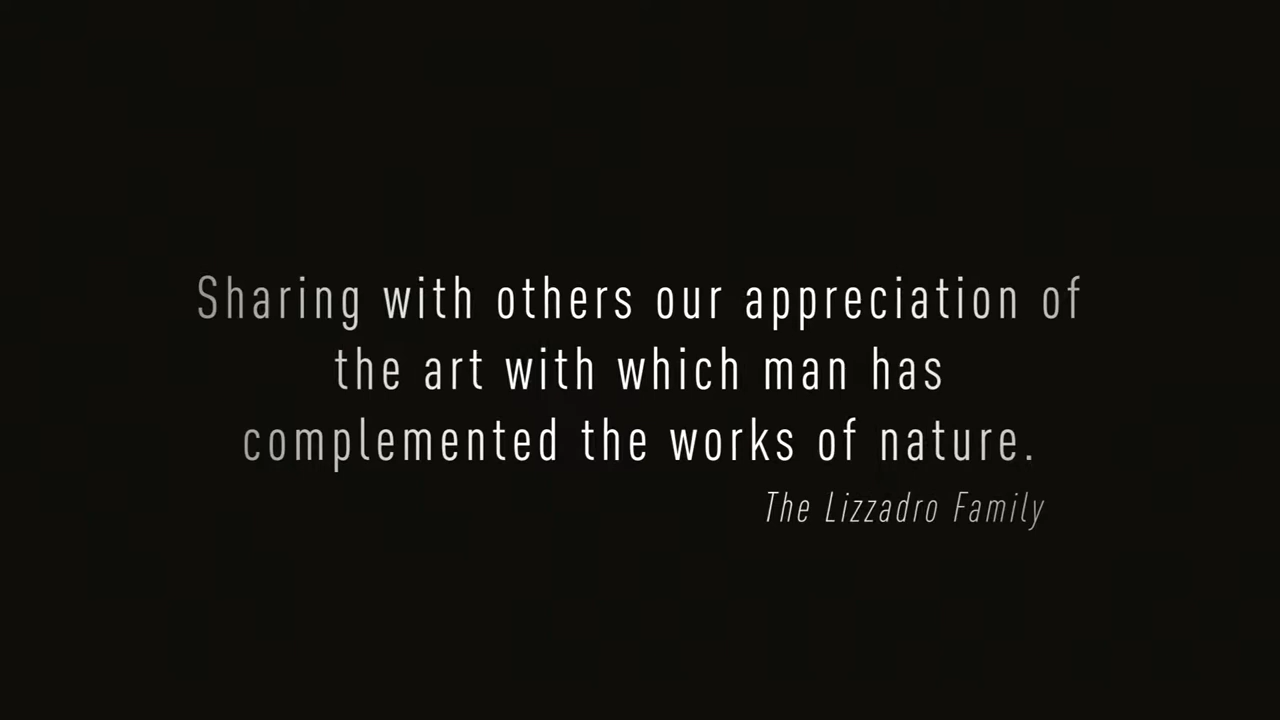 Sharing with others our appreciation of
the art with which man has
complemented the works of nature.
The Lizzadro Family